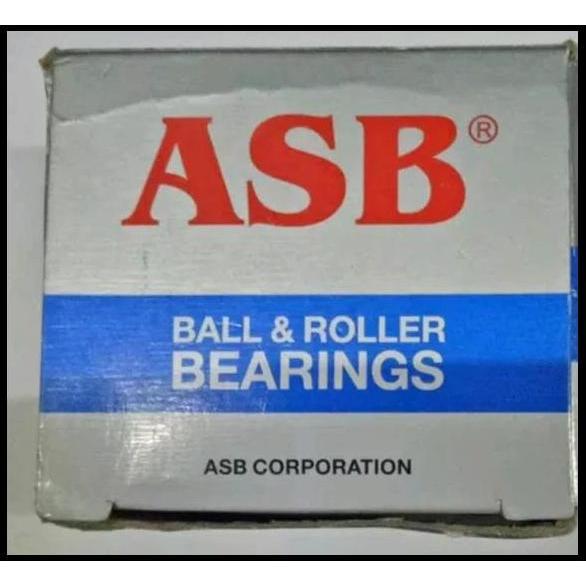 ASB®
BALL & ROLLER
BEARINGS
ASB CORPORATION